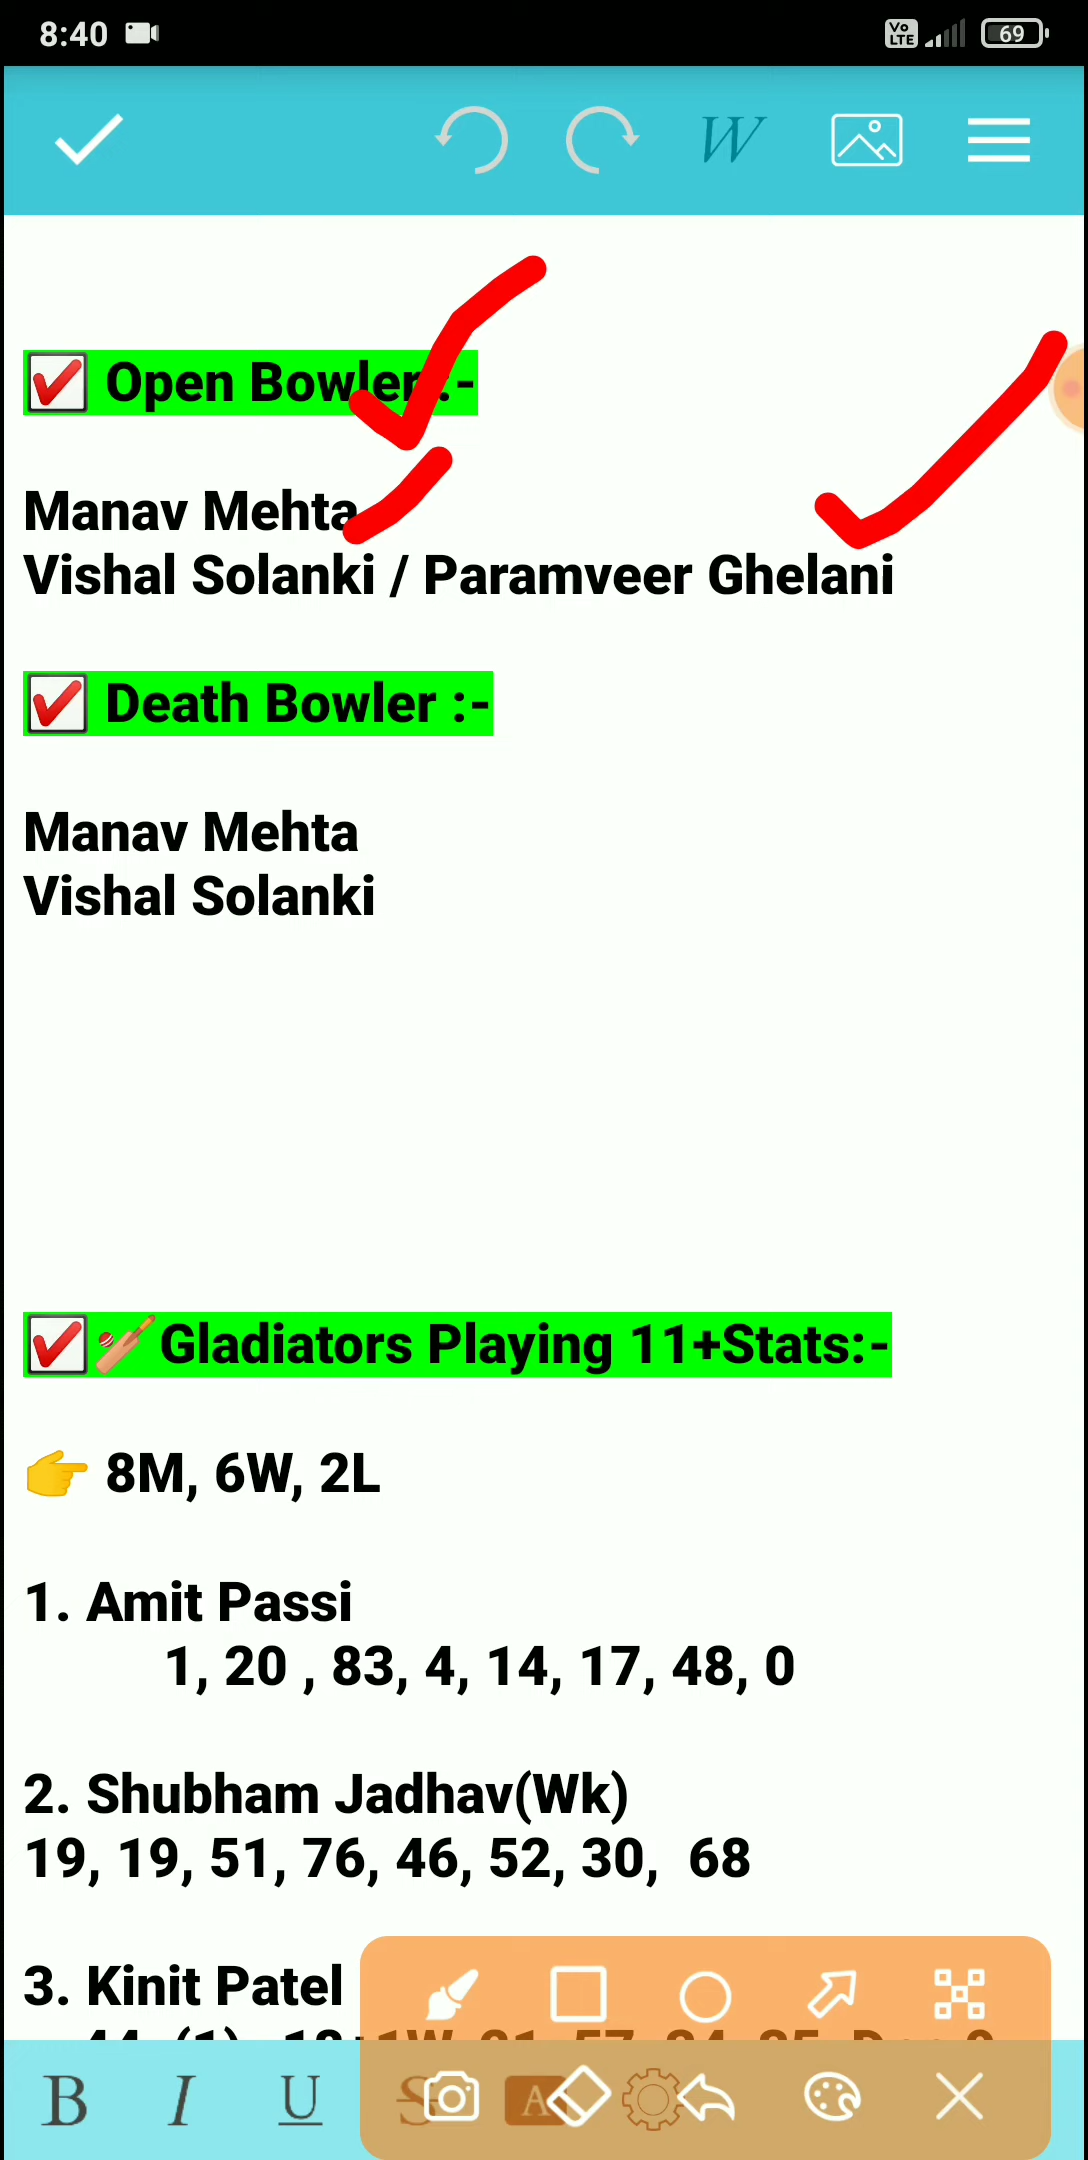 8:40
Vo LTE
69
W
Open Bowler :-
Manav Mehta
Vishal Solanki / Paramveer Ghelani
Death Bowler :-
Manav Mehta
Vishal Solanki
Gladiators Playing 11+Stats:-
8M, 6W, 2L
1. Amit Passi
1, 20 , 83, 4, 14, 17, 48, 0
2. Shubham Jadhav(Wk)
19, 19, 51, 76, 46, 52, 30, 68
3. Kinit Patel
B I U S A